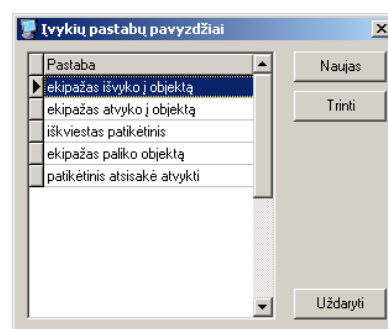 Įvykių pastabų pavyzdžiai
Pastaba
ekipažas išvyko į objektą
ekipažas atvyko į objektą
iškviestas patikėtinis
ekipažas paliko objektą
patikėtinis atsisakė atvykti
Naujas
Trinti
Uždaryti